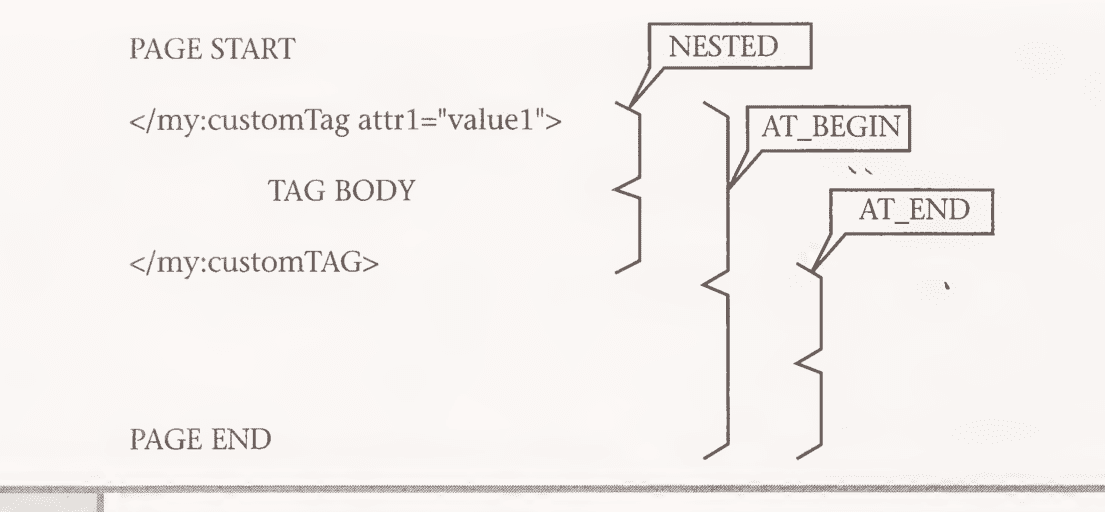 PAGE START
NESTED
</my:customTag attr1="value1">
AT_BEGIN
TAG BODY
AT_END
</my:customTAG>
PAGE END